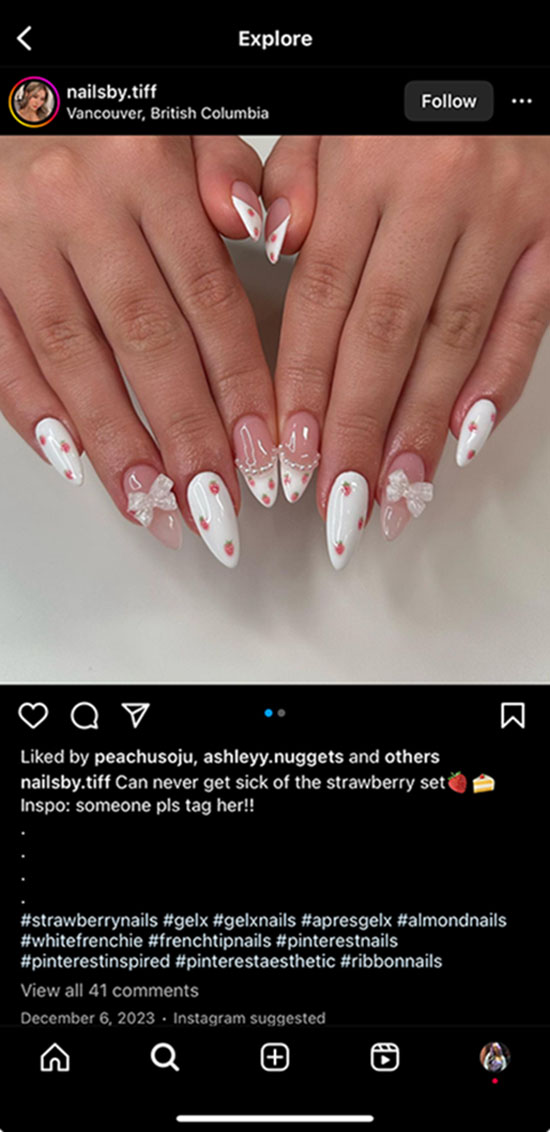 Explore
nailsby.tiff
Vancouver, British Columbia
Follow
Liked by peachusoju, ashleyy.nuggets and others
nailsby.tiff Can never get sick of the strawberry set🍓🍰
Inspo: someone pls tag her!!
.
.
.
.
#strawberrynails #gelx #gelxnails #apresgelx #almondnails
#whitefrenchie #frenchtipnails #pinterestnails
#pinterestinspired #pinterestaesthetic #ribbonnails
View all 41 comments
December 6, 2023 · Instagram suggested